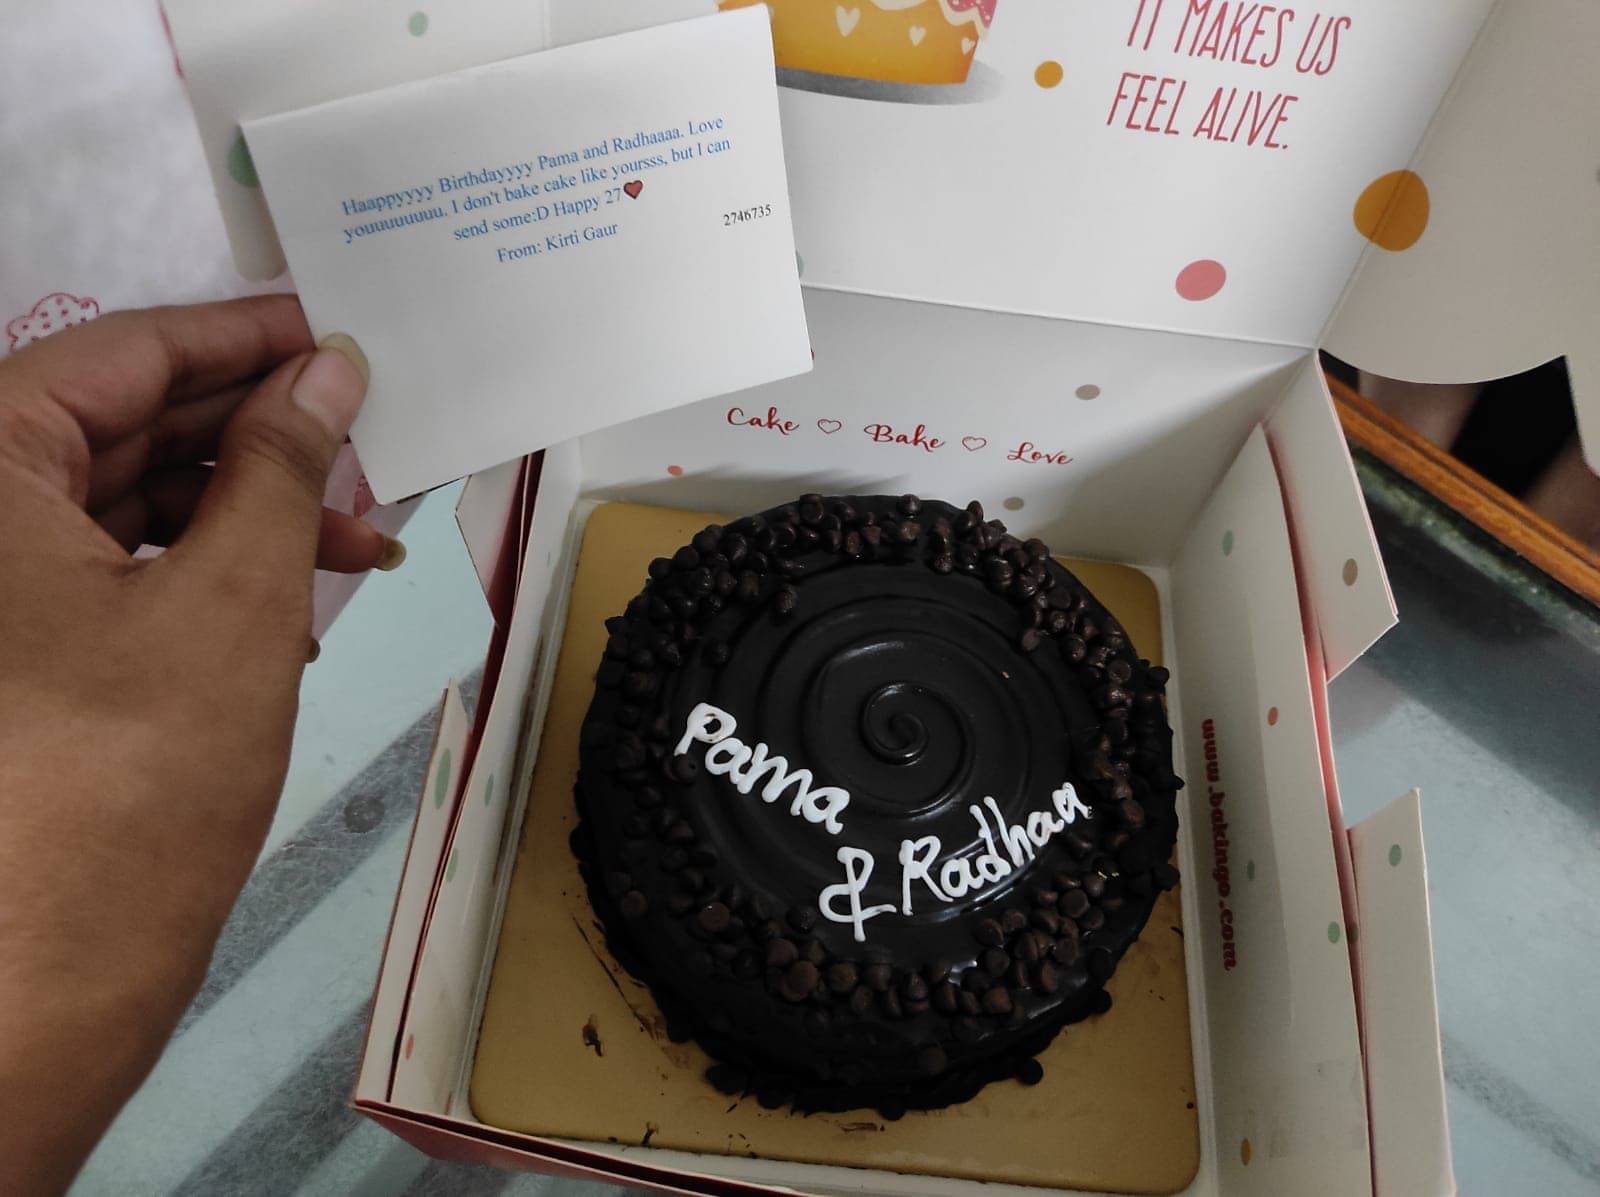 IT MAKES US
FEEL ALIVE.
Haappyyyy Birthdayyyy Pama and Radhaaaa. Love
youuuuuuuu. I don't bake cake like yoursss, but I can
send some:D Happy 27❤
2746735
From: Kirti Gaur
Cake ♡ Bake ♡ Love
Pama
& Radhaa
www.bakingo.com